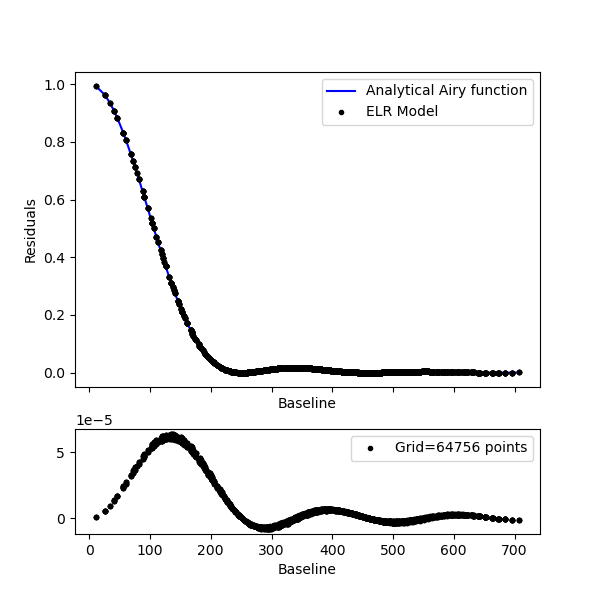 1.0
0.8
0.6
0.4
0.2
0.0
Residuals
Analytical Airy function
ELR Model
Baseline
1e−5
5
0
Grid=64756 points
0 100 200 300 400 500 600 700
Baseline